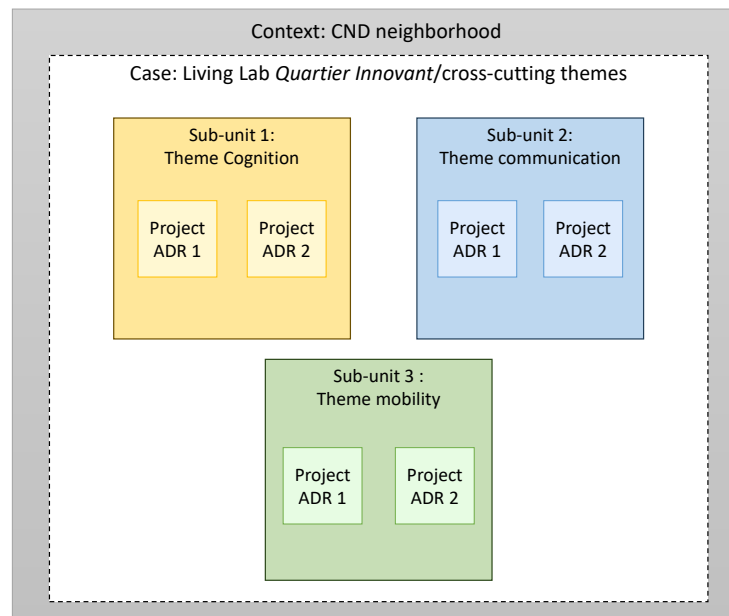 Context: CND neighborhood
Case: Living Lab Quartier Innovant/cross-cutting themes
Sub-unit 1:
Theme Cognition
Project
ADR 1
Project
ADR 2
Sub-unit 2:
Theme communication
Project
ADR 1
Project
ADR 2
Sub-unit 3 :
Theme mobility
Project
ADR 1
Project
ADR 2